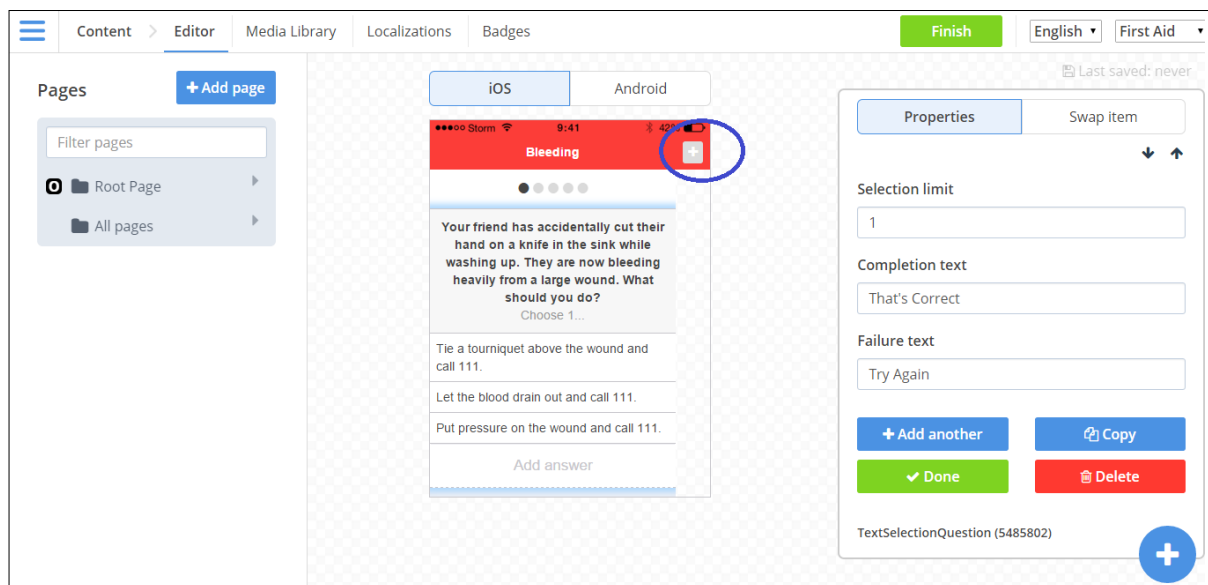 Content Editor Media Library Localizations Badges Finish English First Aid
Last saved: never
Pages + Add page
Filter pages
Root Page
All pages
iOS Android
Storm 9:41
Bleeding
Your friend has accidentally cut their
hand on a knife in the sink while
washing up. They are now bleeding
heavily from a large wound. What
should you do?
Choose 1...
Tie a tourniquet above the wound and
call 111.
Let the blood drain out and call 111.
Put pressure on the wound and call 111.
Add answer
Properties Swap item
Selection limit
1
Completion text
That's Correct
Failure text
Try Again
+ Add another Copy
Done Delete
TextSelectionQuestion (5485802)